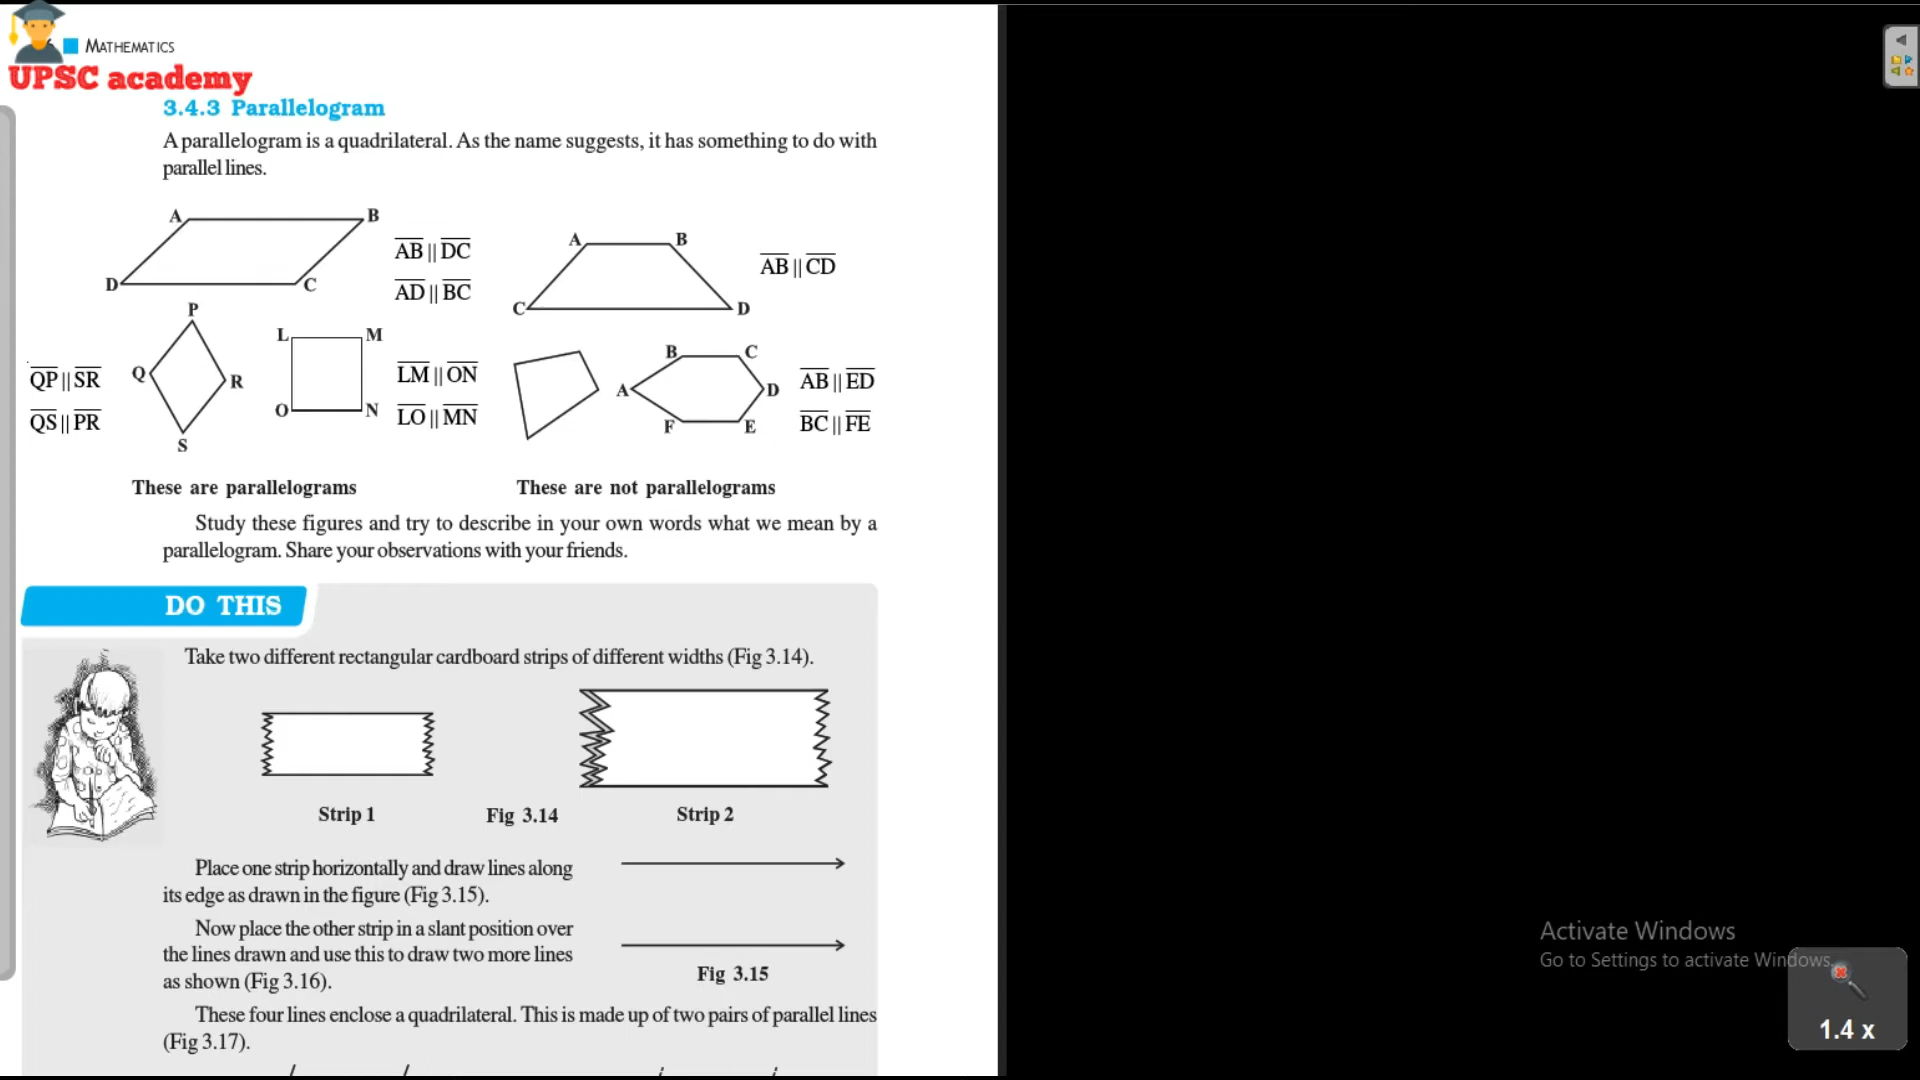 MATHEMATICS
UPSC academy
3.4.3 Parallelogram
A parallelogram is a quadrilateral. As the name suggests, it has something to do with
parallel lines.
A
B
D
C
AB || DC
AD || BC
A
B
C
D
AB || CD
P
Q
R
S
QP || SR
QS || PR
L
M
O
N
LM || ON
LO || MN
B
C
A
D
F
E
AB || ED
BC || FE
These are parallelograms
These are not parallelograms
Study these figures and try to describe in your own words what we mean by a
parallelogram. Share your observations with your friends.
DO THIS
Take two different rectangular cardboard strips of different widths (Fig 3.14).
Strip 1
Fig 3.14
Strip 2
Place one strip horizontally and draw lines along
its edge as drawn in the figure (Fig 3.15).
Now place the other strip in a slant position over
the lines drawn and use this to draw two more lines
as shown (Fig 3.16).
Fig 3.15
These four lines enclose a quadrilateral. This is made up of two pairs of parallel lines
(Fig 3.17).
Activate Windows
Go to Settings to activate Windows.
1.4 x